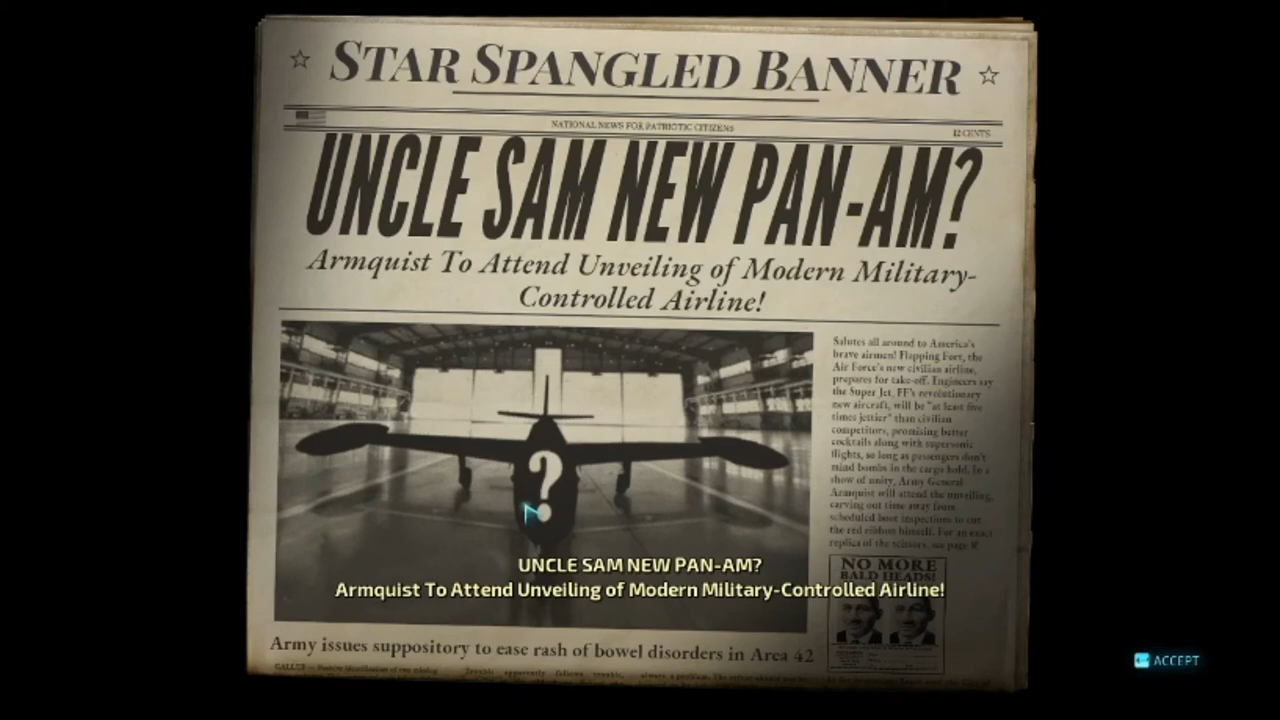 STAR SPANGLED BANNER
NATIONAL NEWS FOR PATRIOTIC CITIZENS
12 CENTS
UNCLE SAM NEW PAN-AM?
Armquist To Attend Unveiling of Modern Military-
Controlled Airline!
Salutes all around to America's
brave airmen! Flapping Fort, the
Air Force's new civilian airline,
prepares for take-off. Engineers say
the Super Jet, FF's revolutionary
new aircraft, will be "at least five
times jettier" than civilian
competitors, promising better
cocktails along with supersonic
flights, so long as passengers don't
mind bombs in the cargo hold. In a
show of unity, Army General
Armquist will attend the unveiling,
carving out time away from
scheduled boot inspections to cut
the red ribbon himself. For an exact
replica of the scissors, see page
?
UNCLE SAM NEW PAN-AM?
Armquist To Attend Unveiling of Modern Military-Controlled Airline!
NO MORE
BALD HEADS!
Army issues suppository to ease rash of bowel disorders in Area 42
ACCEPT